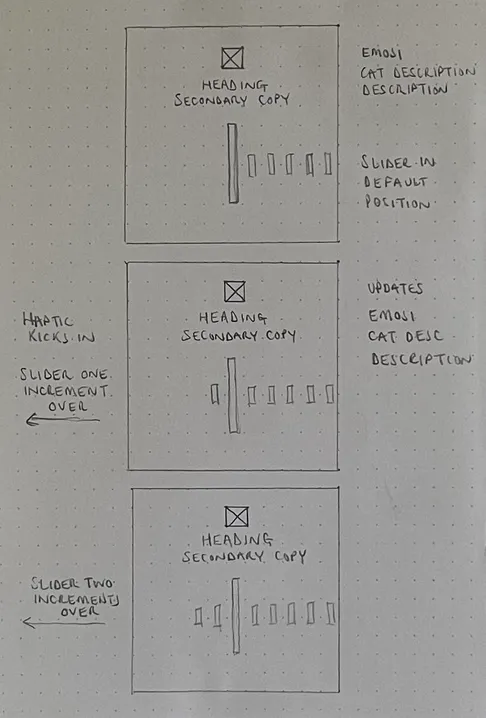 HEADING
SECONDARY COPY
EMOJI
CAT DESCRIPTION
DESCRIPTION
SLIDER IN
DEFAULT
POSITION
HAPTIC
KICKS IN
SLIDER ONE
INCREMENT
OVER
HEADING
SECONDARY COPY
UPDATES
EMOJI
CAT DESC
DESCRIPTION
SLIDER TWO
INCREMENTS
OVER
HEADING
SECONDARY COPY